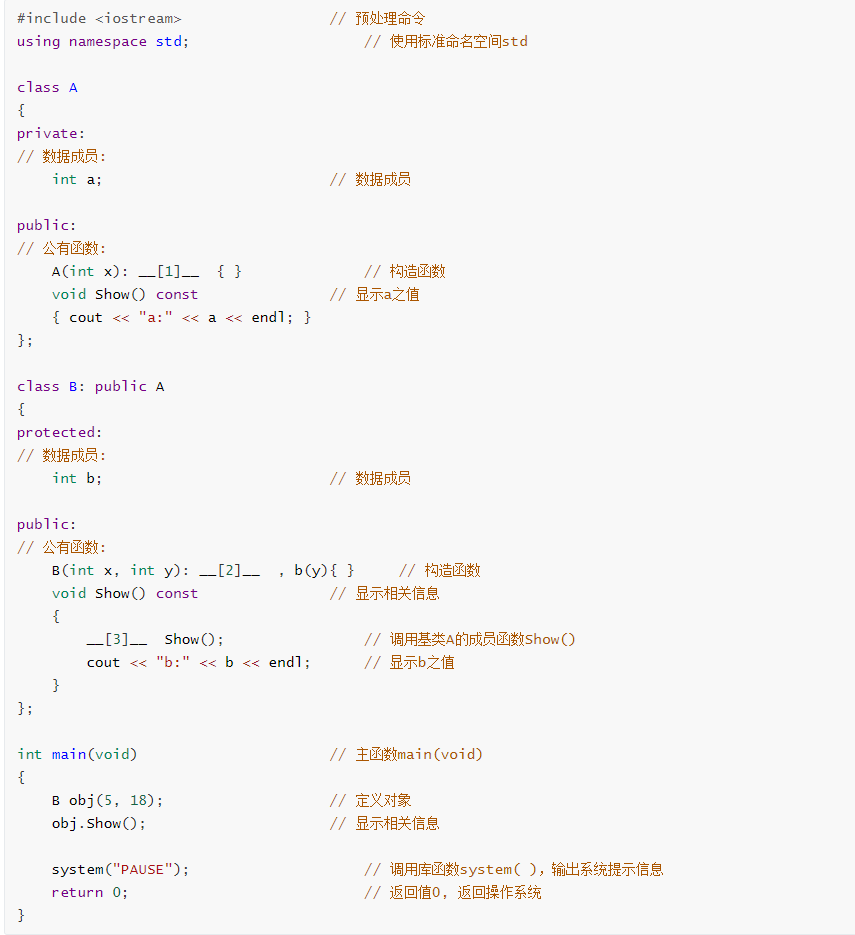 #include <iostream> // 预处理命令
using namespace std; // 使用标准命名空间std
class A
{
private:
// 数据成员:
int a; // 数据成员
public:
// 公有函数:
A(int x): __[1]__ { } // 构造函数
void Show() const // 显示a之值
{ cout << "a:" << a << endl; }
};
class B: public A
{
protected:
// 数据成员:
int b; // 数据成员
public:
// 公有函数:
B(int x, int y): __[2]__ , b(y){ } // 构造函数
void Show() const // 显示相关信息
{
__[3]__ Show(); // 调用基类A的成员函数Show()
cout << "b:" << b << endl; // 显示b之值
}
};
int main(void) // 主函数main(void)
{
B obj(5, 18); // 定义对象
obj.Show(); // 显示相关信息
system("PAUSE"); // 调用库函数system( ),输出系统提示信息
return 0; // 返回值0, 返回操作系统
}